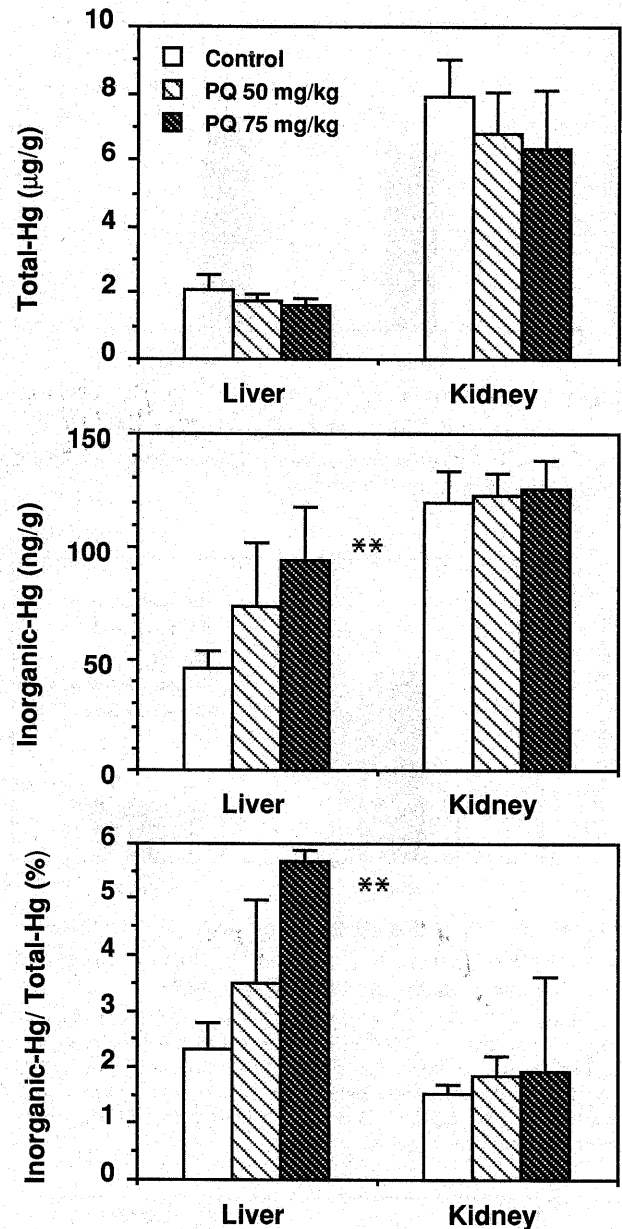 Total-Hg (µg/g)
10
8
6
4
2
0
Control
PQ 50 mg/kg
PQ 75 mg/kg
Liver Kidney
Inorganic-Hg (ng/g)
150
100
50
0
**
Liver Kidney
Inorganic-Hg/ Total-Hg (%)
6
5
4
3
2
1
0
**
Liver Kidney